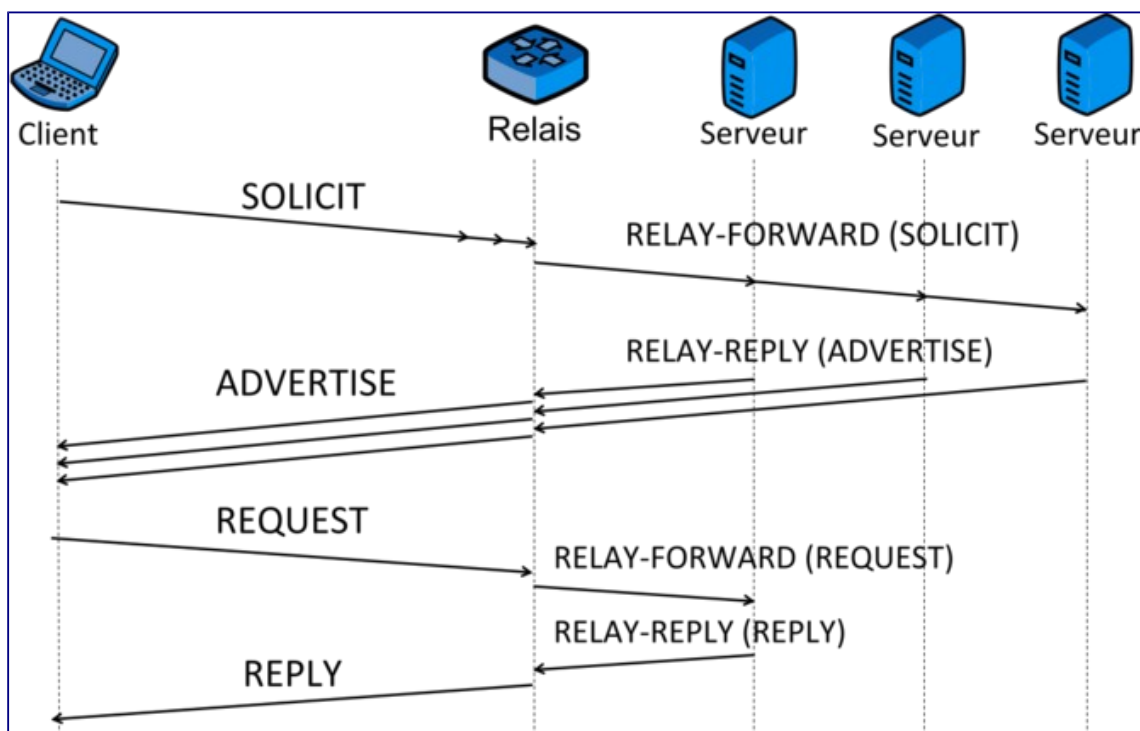 Client
Relais
Serveur
Serveur
Serveur
SOLICIT
RELAY-FORWARD (SOLICIT)
RELAY-REPLY (ADVERTISE)
ADVERTISE
REQUEST
RELAY-FORWARD (REQUEST)
RELAY-REPLY (REPLY)
REPLY